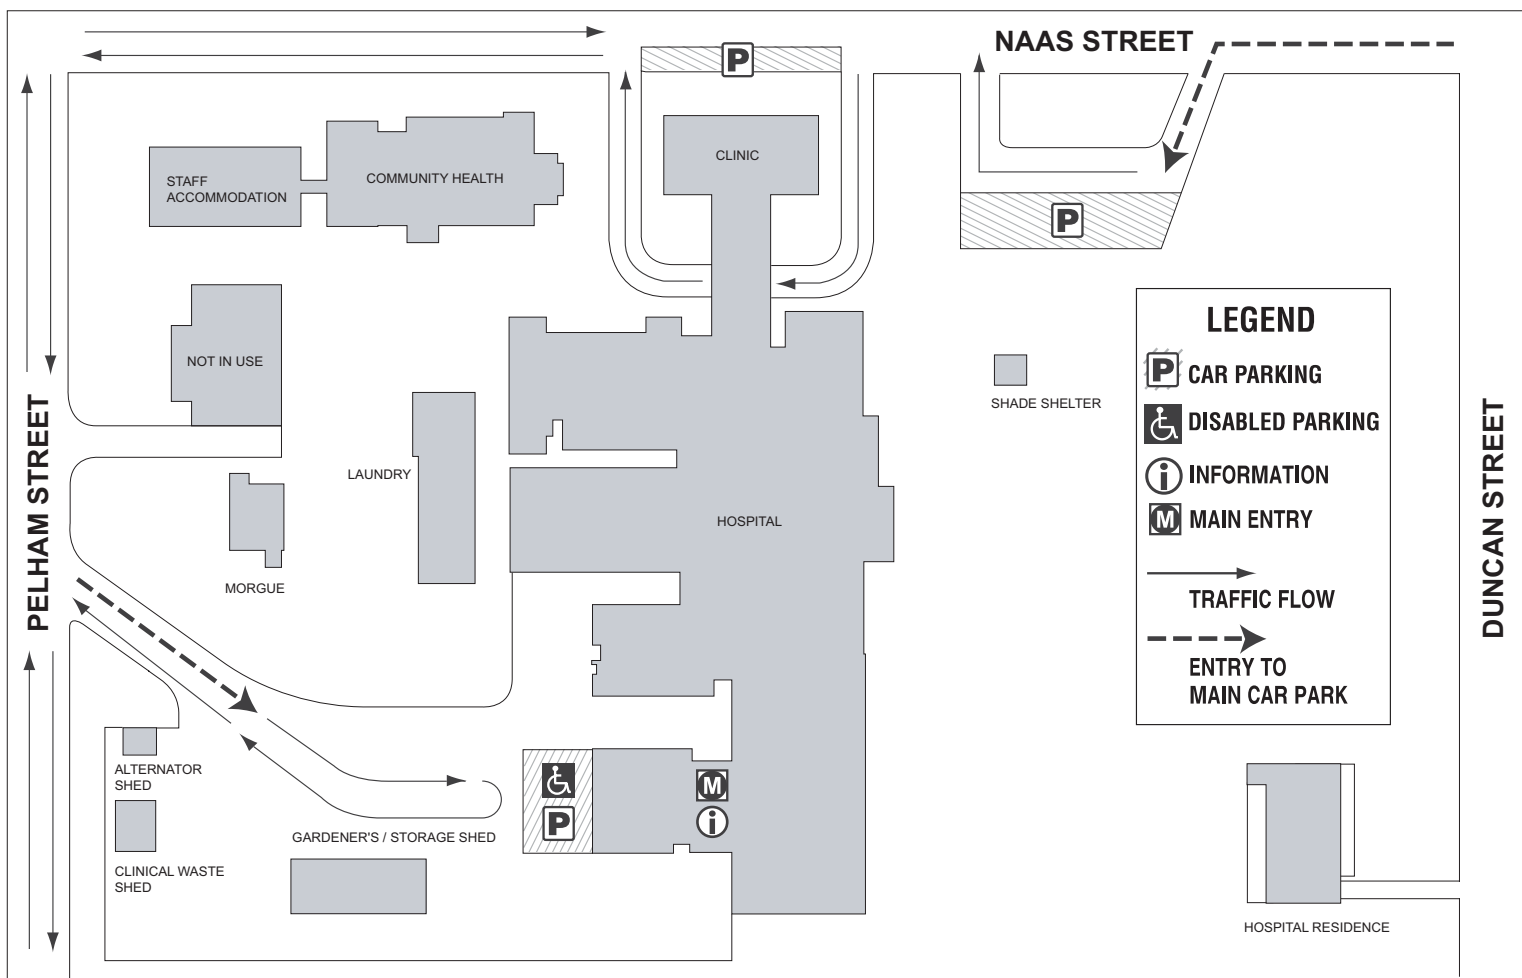 NAAS STREET
P
CLINIC
STAFF
ACCOMMODATION
COMMUNITY HEALTH
P
NOT IN USE
LAUNDRY
MORGUE
HOSPITAL
SHADE SHELTER
PELHAM STREET
DUNCAN STREET
LEGEND
P CAR PARKING
DISABLED PARKING
i INFORMATION
M MAIN ENTRY
TRAFFIC FLOW
ENTRY TO
MAIN CAR PARK
ALTERNATOR
SHED
CLINICAL WASTE
SHED
GARDENER'S / STORAGE SHED
P
M
i
HOSPITAL RESIDENCE